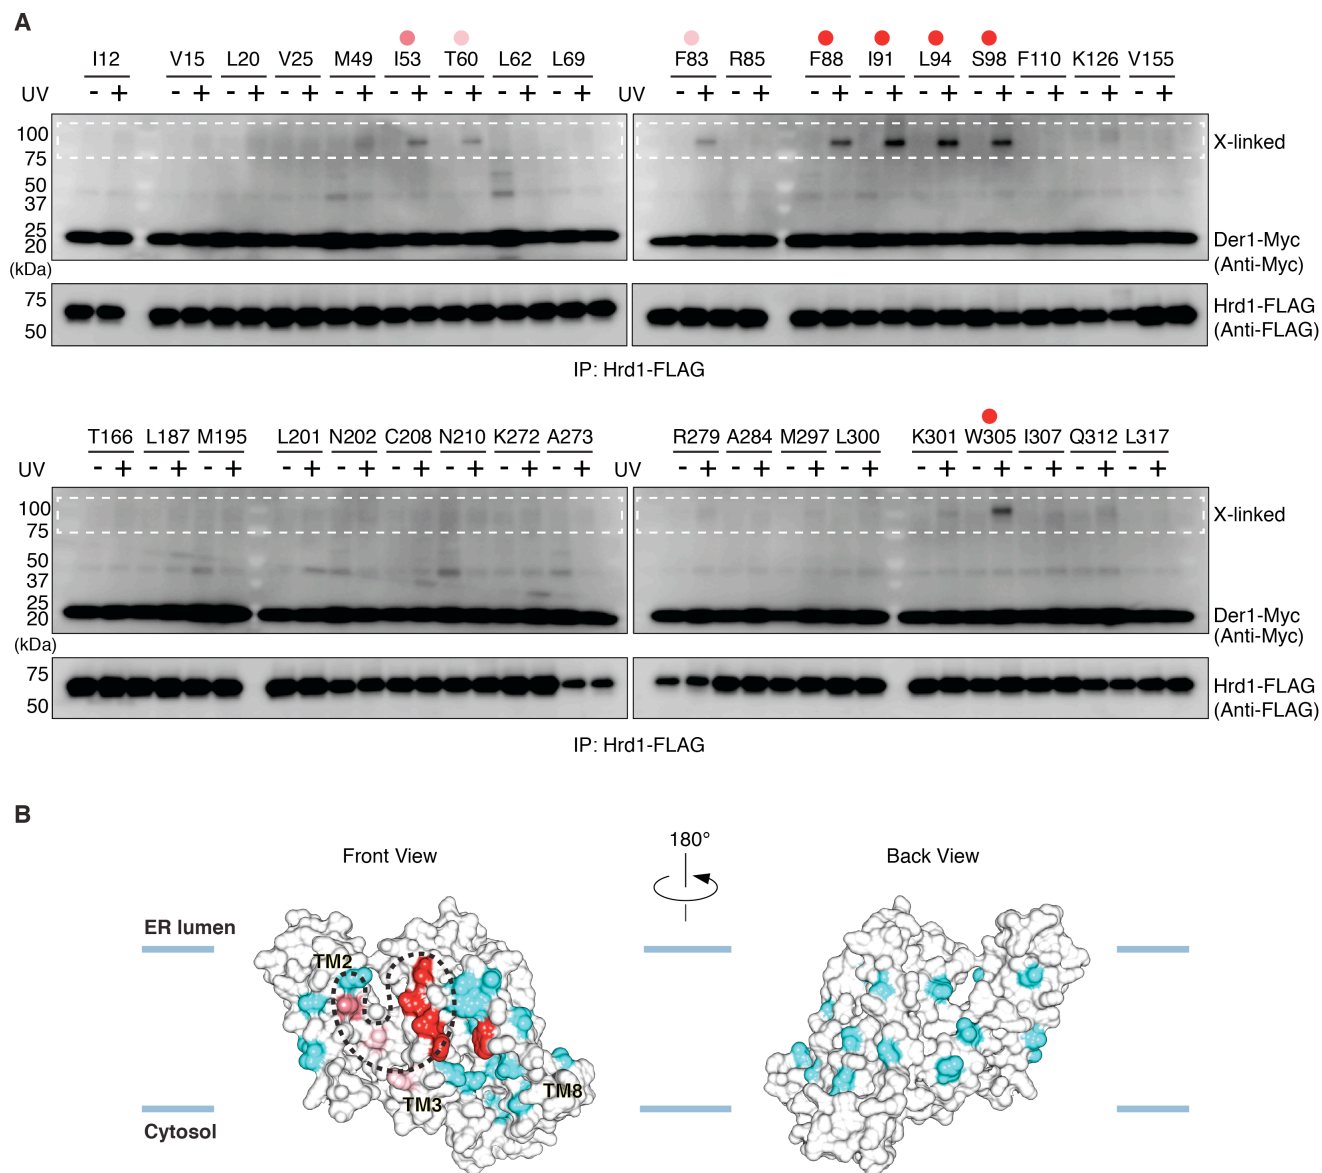 A
I12 V15 L20 V25 M49 I53 T60 L62 L69 F83 R85 F88 I91 L94 S98 F110 K126 V155
UV - + - + - + - + - + - + - + - + - + UV - + - + - + - + - + - + - + - + - +
100
75
50
37
25
20
(kDa)
X-linked
Der1-Myc
(Anti-Myc)
75
50
Hrd1-FLAG
(Anti-FLAG)
IP: Hrd1-FLAG
T166 L187 M195 L201 N202 C208 N210 K272 A273 R279 A284 M297 L300 K301 W305 I307 Q312 L317
UV - + - + - + - + - + - + - + - + - + UV - + - + - + - + - + - + - + - + - +
100
75
50
37
25
20
(kDa)
X-linked
Der1-Myc
(Anti-Myc)
75
50
Hrd1-FLAG
(Anti-FLAG)
IP: Hrd1-FLAG
B
Front View
180°
Back View
ER lumen
TM2
TM3
TM8
Cytosol